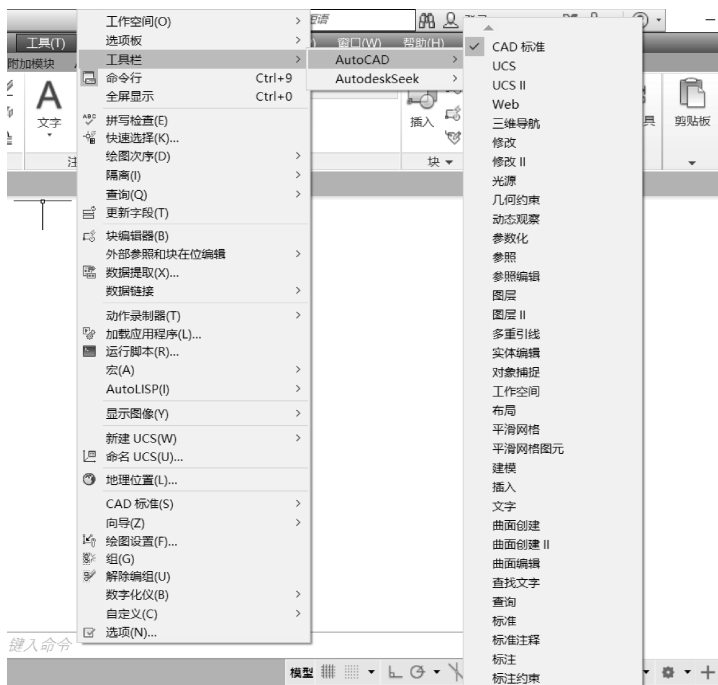 工具(T)
附加模块
A
文字
注
工作空间(O)
选项板
工具栏
命令行 Ctrl+9
全屏显示 Ctrl+0
拼写检查(E)
快速选择(K)...
绘图次序(D)
隔离(I)
查询(Q)
更新字段(T)
块编辑器(B)
外部参照和块在位编辑
数据提取(X)...
数据链接
动作录制器(T)
加载应用程序(L)...
运行脚本(R)...
宏(A)
AutoLISP(I)
显示图像(Y)
新建 UCS(W)
命名 UCS(U)...
地理位置(L)...
CAD 标准(S)
向导(Z)
绘图设置(F)...
组(G)
解除编组(U)
数字化仪(B)
自定义(C)
选项(N)...
窗口(W) 帮助(H)
AutoCAD
AutodeskSeek
插入
块
CAD 标准
UCS
UCS II
Web
三维导航
修改
修改 II
光源
几何约束
动态观察
参数化
参照
参照编辑
图层
图层 II
多重引线
实体编辑
对象捕捉
工作空间
布局
平滑网格
平滑网格图元
建模
插入
文字
曲面创建
曲面创建 II
曲面编辑
查找文字
查询
标准
标准注释
标注
标注约束
具
剪贴板
键入命令
模型